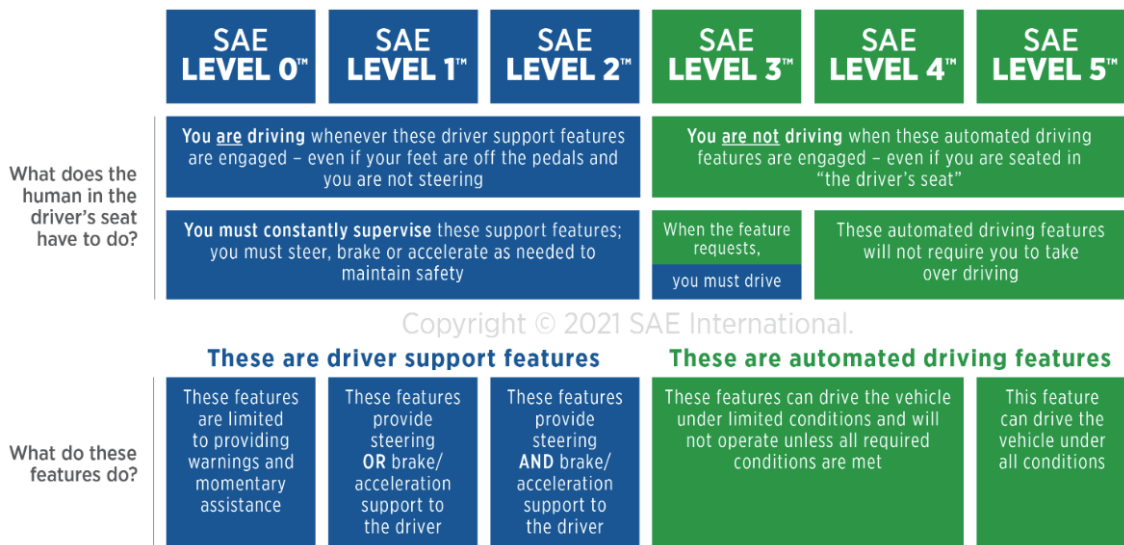 SAE
LEVEL 0™
SAE
LEVEL 1™
SAE
LEVEL 2™
SAE
LEVEL 3™
SAE
LEVEL 4™
SAE
LEVEL 5™
What does the
human in the
driver's seat
have to do?
You are driving whenever these driver support features
are engaged – even if your feet are off the pedals and
you are not steering
You are not driving when these automated driving
features are engaged – even if you are seated in
“the driver's seat”
You must constantly supervise these support features;
you must steer, brake or accelerate as needed to
maintain safety
When the feature
requests,
you must drive
These automated driving features
will not require you to take
over driving
Copyright © 2021 SAE International.
These are driver support features
These are automated driving features
What do these
features do?
These features
are limited
to providing
warnings and
momentary
assistance
These features
provide
steering
OR brake/
acceleration
support to
the driver
These features
provide
steering
AND brake/
acceleration
support to
the driver
These features can drive the vehicle
under limited conditions and will
not operate unless all required
conditions are met
This feature
can drive the
vehicle under
all conditions